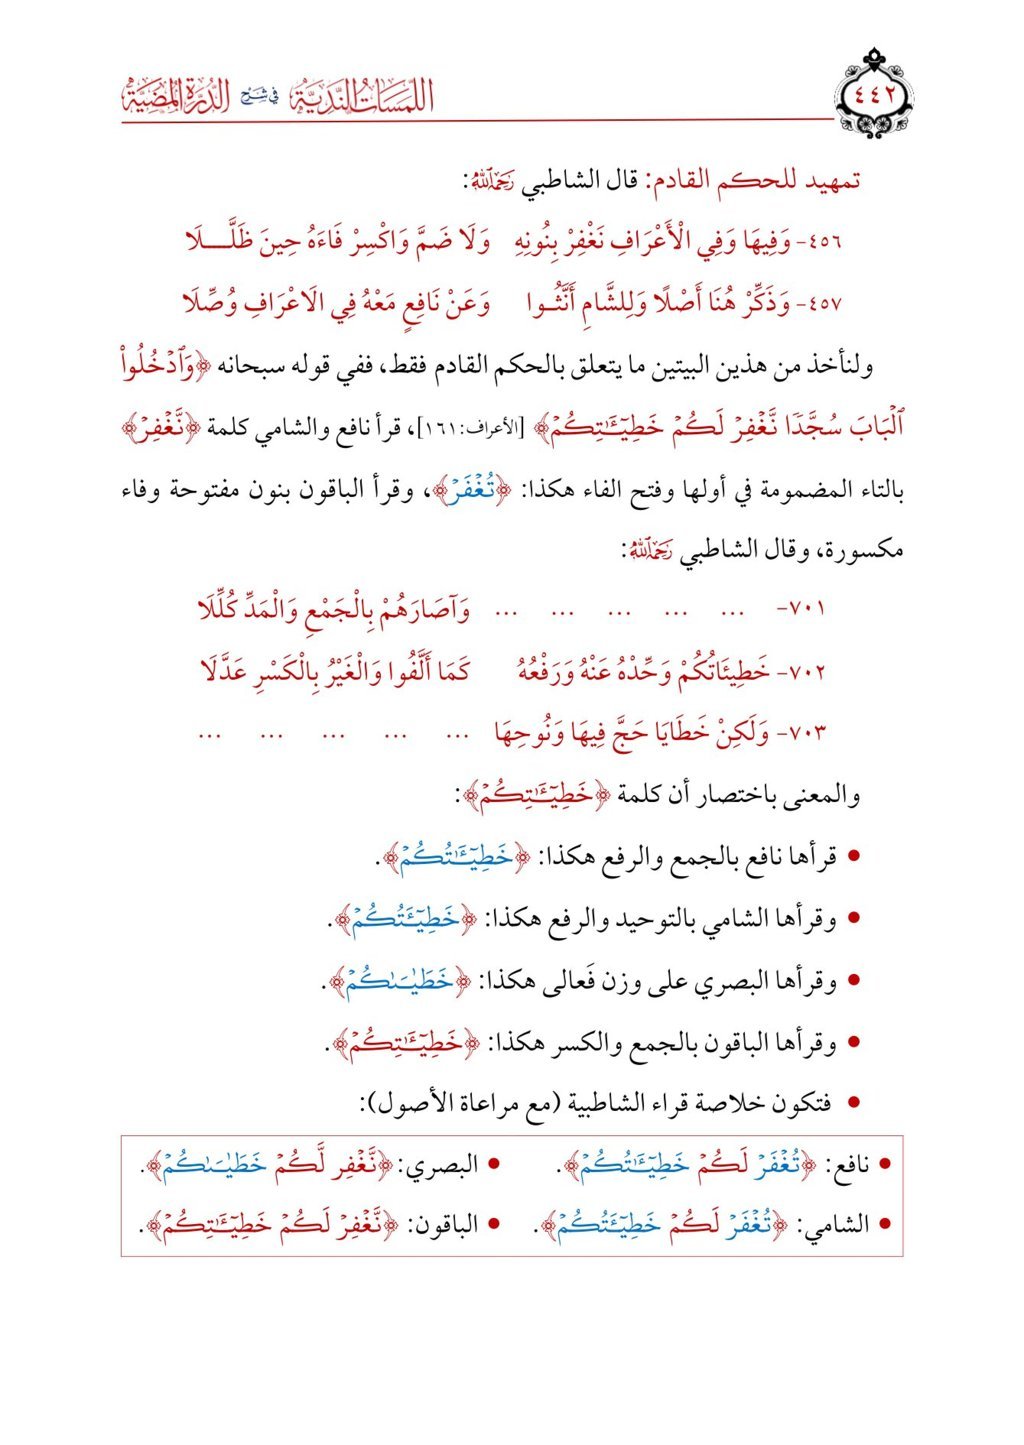 ٤٤٢
اللمسات الندية في شرح الدرة المضية
تمهيد للحكم القادم: قال الشاطبي رَحِمَهُ ٱللَّهُ:
٤٥٦- وَفِيهَا وَفِي الْأَعْرَافِ نَغْفِرْ بِنُونِهِ وَلَا ضَمَّ وَاكْسِرْ فَاءَهُ حِينَ ظَلَّـــلَا
٤٥٧- وَذَكِّرْ هُنَا أَصْلًا وَلِلشَّامِ أَنَّثُـوا وَعَنْ نَافِعٍ مَعْهُ فِي الَاعْرَافِ وُصِّلَا
ولنأخذ من هذين البيتين ما يتعلق بالحكم القادم فقط، ففي قوله سبحانه ﴿وَٱدۡخُلُواْ
ٱلۡبَابَ سُجَّدٗا نَّغۡفِرۡ لَكُمۡ خَطِيٓـَٰٔتِكُمۡ﴾ [الأعراف:١٦١]، قرأ نافع والشامي كلمة ﴿نَّغۡفِرۡ﴾
بالتاء المضمومة في أولها وفتح الفاء هكذا: ﴿تُغۡفَرۡ﴾، وقرأ الباقون بنون مفتوحة وفاء
مكسورة، وقال الشاطبي رَحِمَهُ ٱللَّهُ:
٧٠١- ... ... ... ... ... وَآصَارَهُمْ بِالْجَمْعِ وَالْمَدِّ كُلِّلَا
٧٠٢- خَطِيئَاتُكُمْ وَحِّدْهُ عَنْهُ وَرَفْعُهُ كَمَا أَلَّفُوا وَالْغَيْرُ بِالْكَسْرِ عَدَّلَا
٧٠٣- وَلَكِنْ خَطَايَا حَجَّ فِيهَا وَنُوحِهَا ... ... ... ... ...
والمعنى باختصار أن كلمة ﴿خَطِيٓـَٰٔتِكُمۡ﴾:
• قرأها نافع بالجمع والرفع هكذا: ﴿خَطِيٓـَٰٔتُكُمۡ﴾.
• وقرأها الشامي بالتوحيد والرفع هكذا: ﴿خَطِيٓـَٔتُكُمۡ﴾.
• وقرأها البصري على وزن فَعالى هكذا: ﴿خَطَٰيَٰكُمۡ﴾.
• وقرأها الباقون بالجمع والكسر هكذا: ﴿خَطِيٓـَٰٔتِكُمۡ﴾.
• فتكون خلاصة قراء الشاطبية (مع مراعاة الأصول):
• نافع: ﴿تُغۡفَرۡ لَكُمۡ خَطِيٓـَٰٔتُكُمۡ﴾. • البصري: ﴿نَّغۡفِر لَّكُمۡ خَطَٰيَٰكُمۡ﴾.
• الشامي: ﴿تُغۡفَرۡ لَكُمۡ خَطِيٓـَٔتُكُمۡ﴾. • الباقون: ﴿نَّغۡفِرۡ لَكُمۡ خَطِيٓـَٰٔتِكُمۡ﴾.